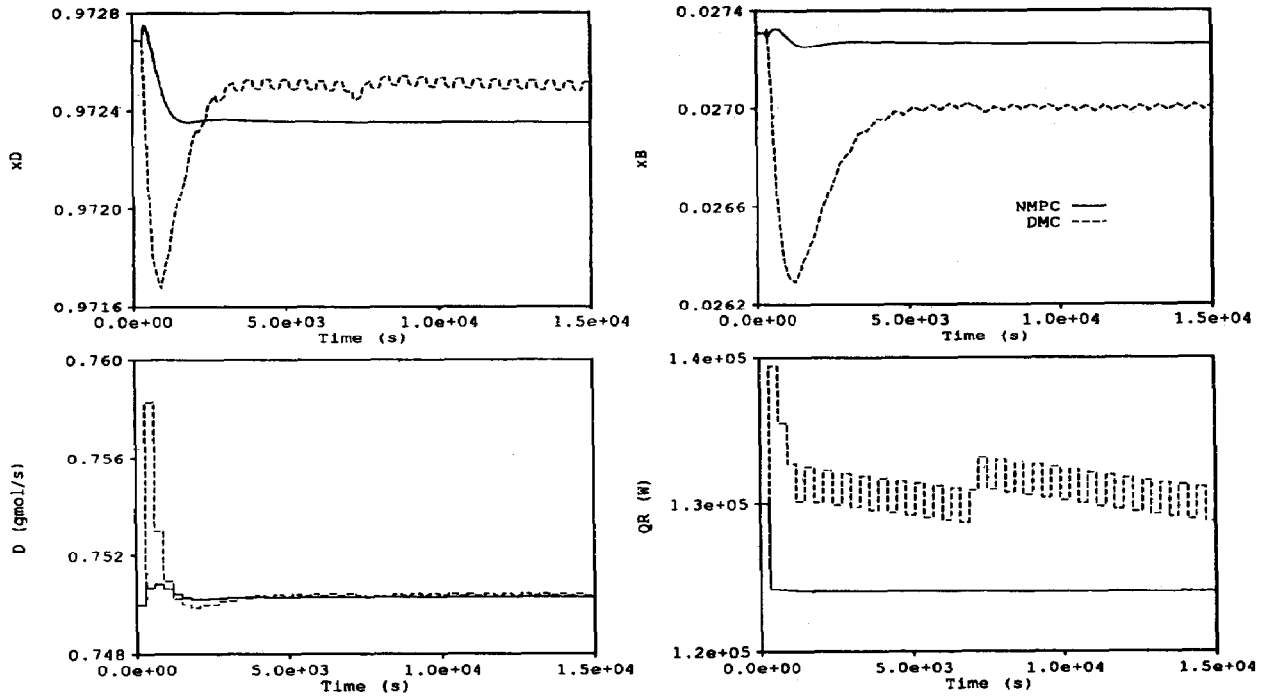 0.9728
0.9724
xD
0.9720
0.9716
0.0e+00 5.0e+03 1.0e+04 1.5e+04
Time (s)
0.0274
0.0270
xB
0.0266
NMPC
DMC
0.0262
0.0e+00 5.0e+03 1.0e+04 1.5e+04
Time (s)
0.760
0.756
D (gmol/s)
0.752
0.748
0.0e+00 5.0e+03 1.0e+04 1.5e+04
Time (s)
1.4e+05
QR (W)
1.3e+05
1.2e+05
0.0e+00 5.0e+03 1.0e+04 1.5e+04
Time (s)